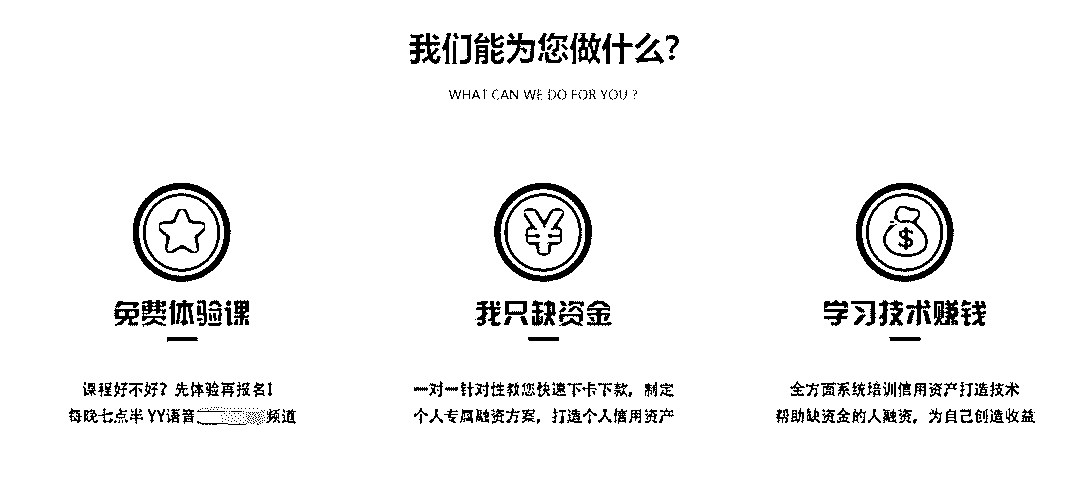 我们能为您做什么?
WHAT CAN WE DO FOR YOU ?
免费体验课
课程好不好? 先体验再报名!
每晚七点半 YY语音 频道
我只缺资金
一对一针对性教您快速下卡下款, 制定
个人专属融资方案, 打造个人信用资产
学习技术赚钱
全方面系统培训信用资产打造技术
帮助缺资金的人融资, 为自己创造收益